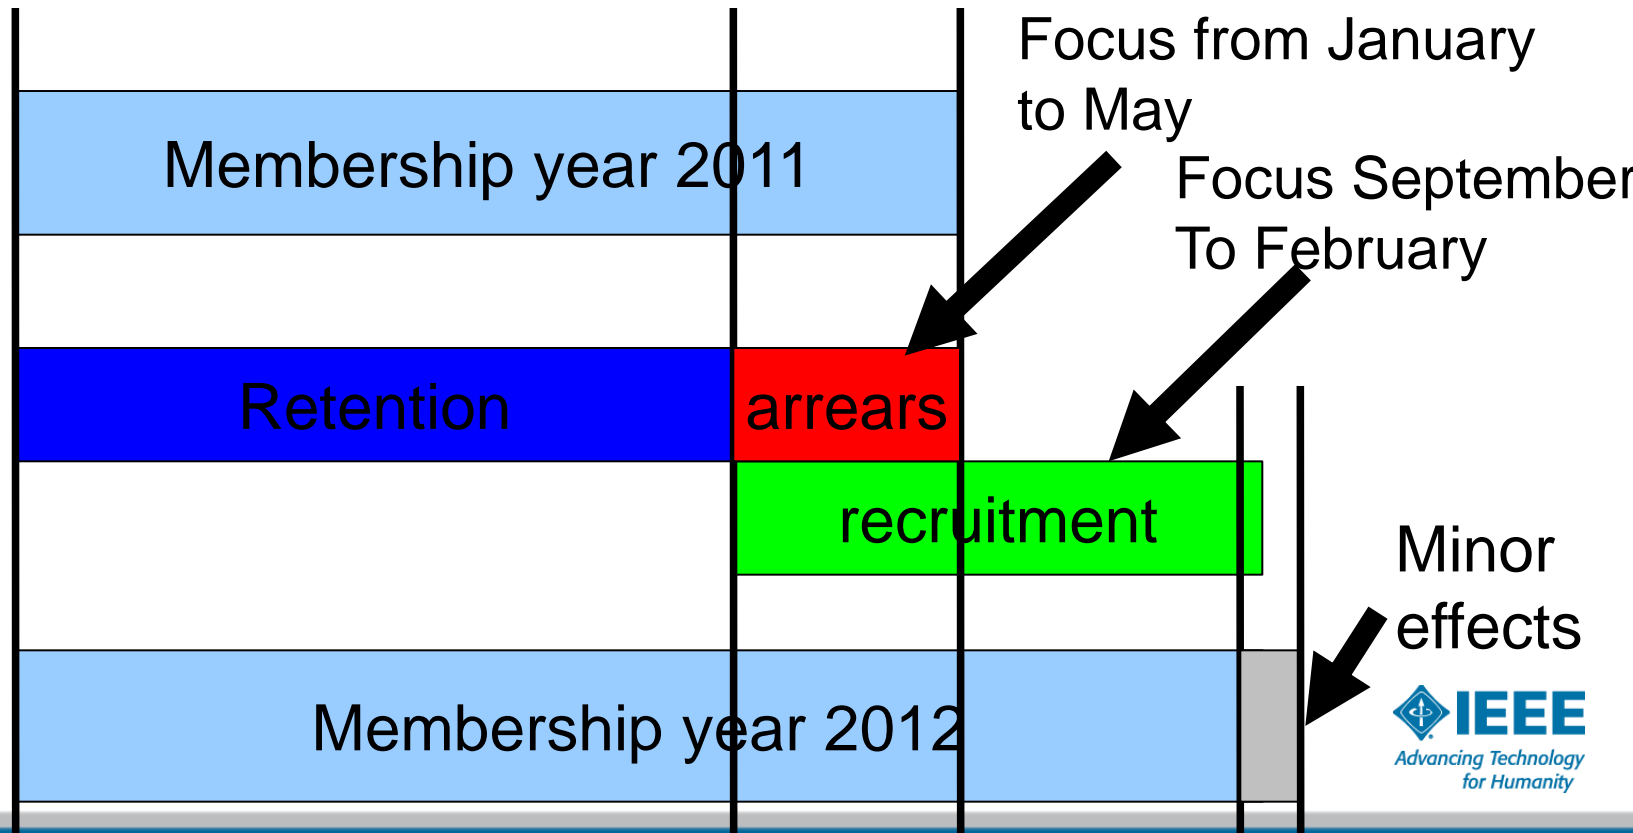 Focus from January
to May
Membership year 2011
Focus September
To February
Retention
arrears
recruitment
Minor
effects
Membership year 2012
IEEE
Advancing Technology
for Humanity